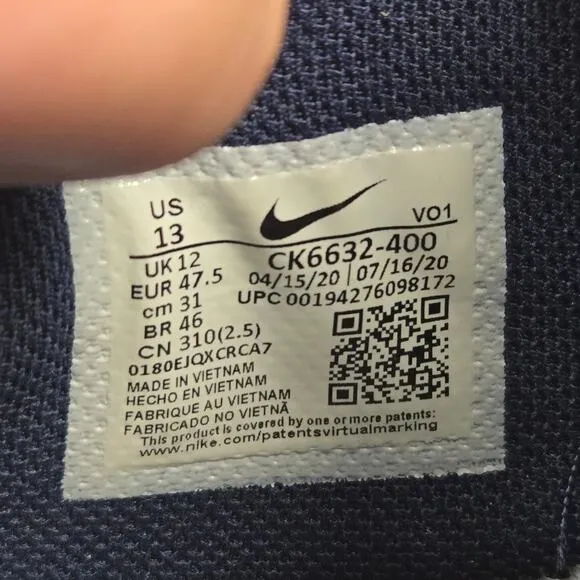 US
13
VO1
UK 12
CK6632-400
EUR 47.5
04/15/20 | 07/16/20
cm 31
UPC 00194276098172
BR 46
CN 310(2.5)
0180EJQXCRCA7
MADE IN VIETNAM
HECHO EN VIETNAM
FABRIQUE AU VIETNAM
FABRICADO NO VIETNÃ
This product is covered by one or more patents:
www.nike.com/patentsvirtualmarking